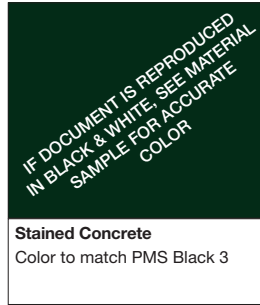 IF DOCUMENT IS REPRODUCED
IN BLACK & WHITE, SEE MATERIAL
SAMPLE FOR ACCURATE
COLOR
Stained Concrete
Color to match PMS Black 3